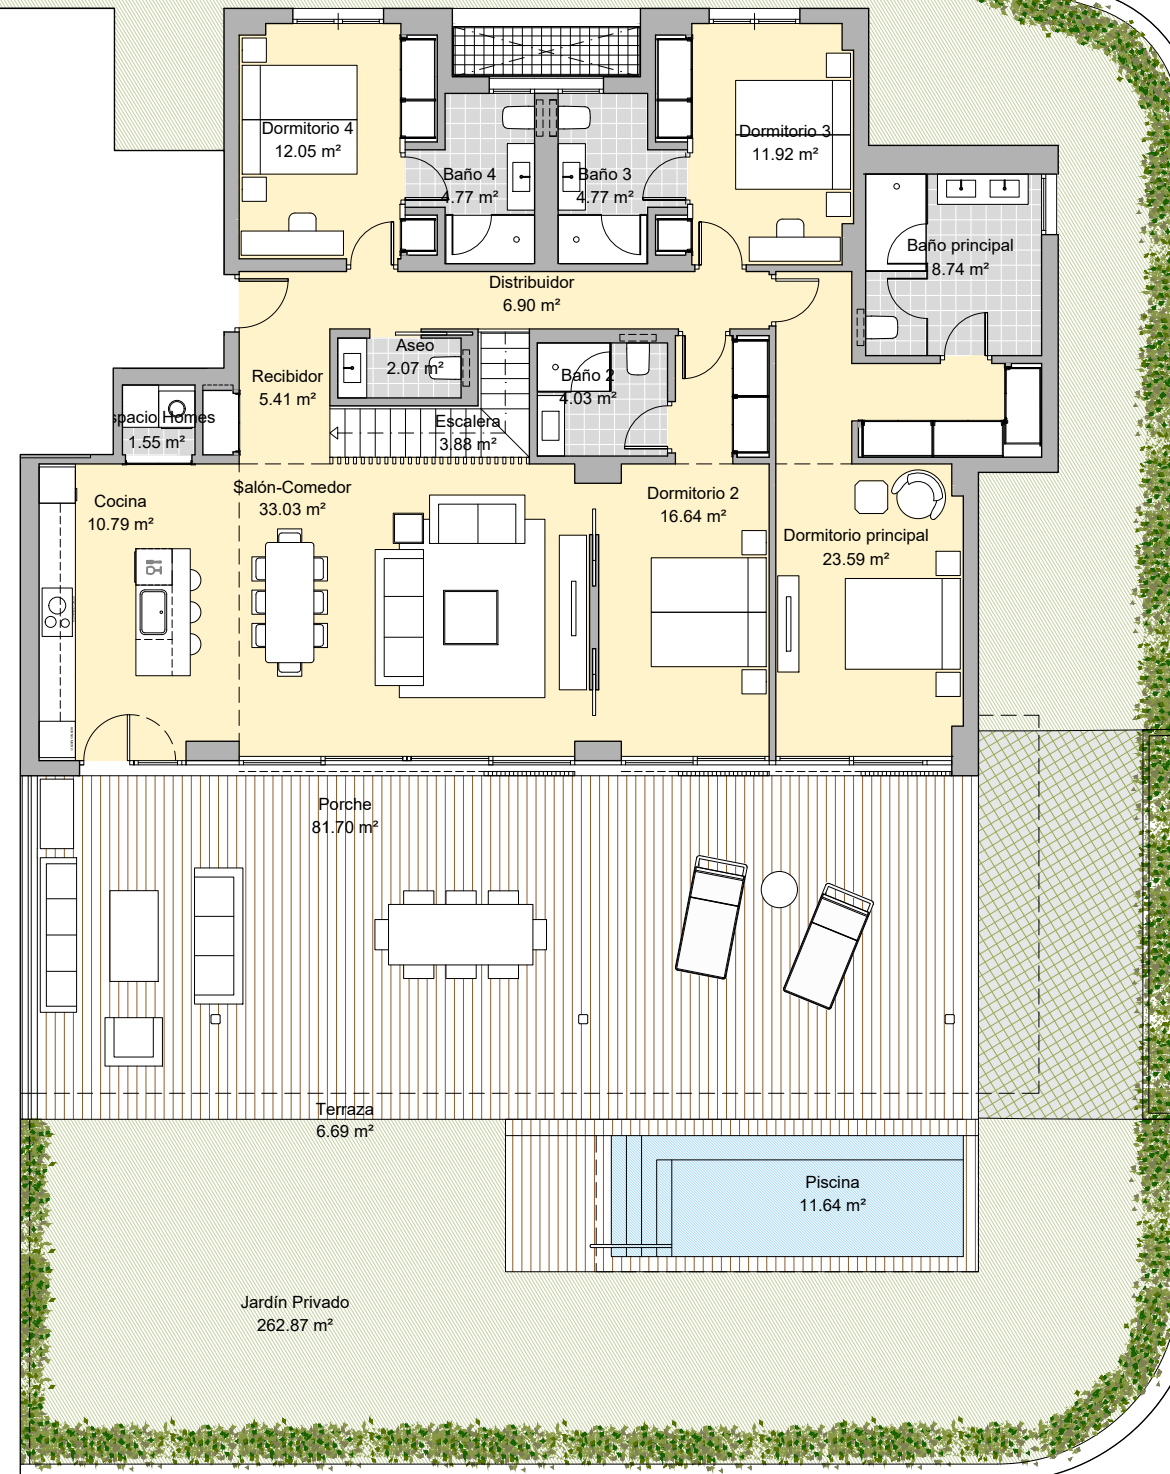 Dormitorio 4
12.05 m²
Dormitorio 3
11.92 m²
Baño 4
4.77 m²
Baño 3
4.77 m²
Baño principal
8.74 m²
Distribuidor
6.90 m²
Aseo
2.07 m²
Recibidor
5.41 m²
Baño 2
4.03 m²
spacio Homes
1.55 m²
Escalera
3.88 m²
Cocina
10.79 m²
Salón-Comedor
33.03 m²
Dormitorio 2
16.64 m²
Dormitorio principal
23.59 m²
Porche
81.70 m²
Terraza
6.69 m²
Piscina
11.64 m²
Jardín Privado
262.87 m²